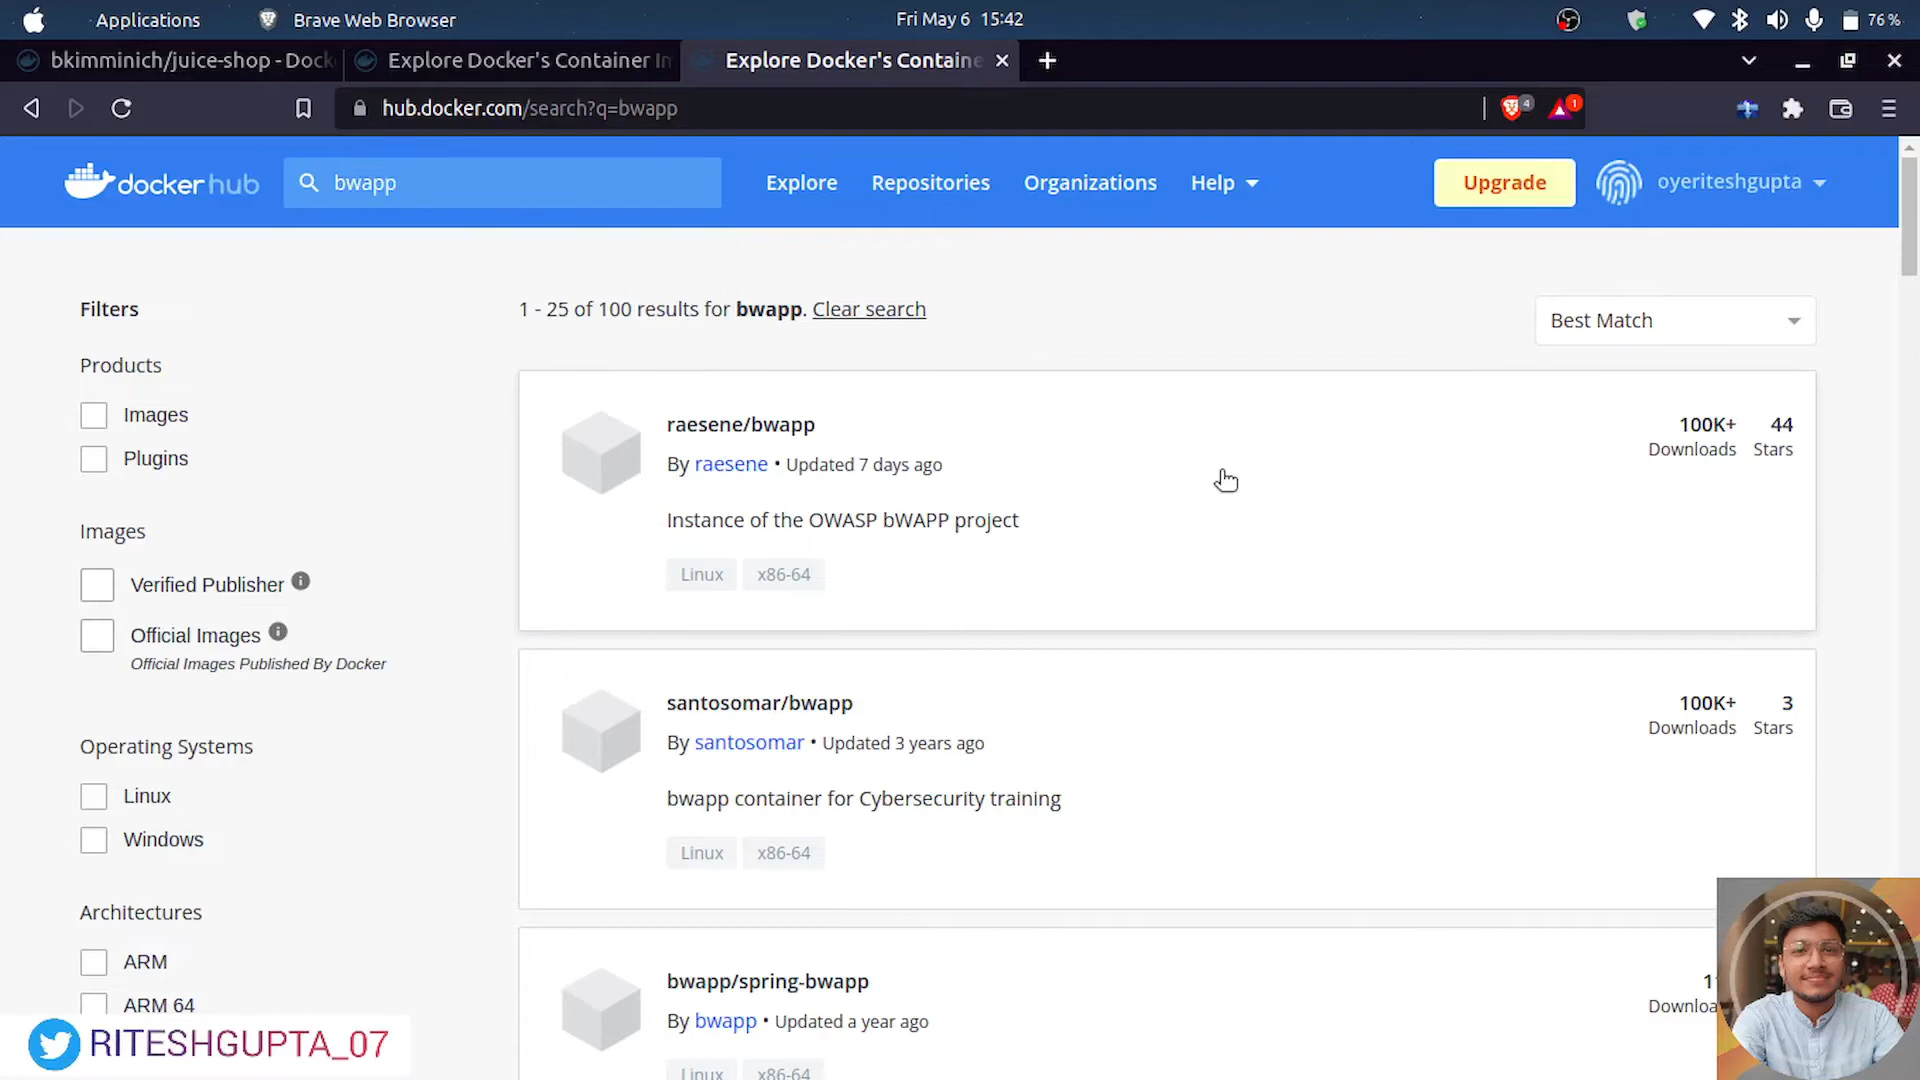 Applications
Brave Web Browser
Fri May 6 15:42
76 %
bkimminich/juice-shop - Dock
Explore Docker's Container In
Explore Docker's Containe
hub.docker.com/search?q=bwapp
4
1
docker hub
bwapp
Explore
Repositories
Organizations
Help
Upgrade
oyeriteshgupta
Filters
1 - 25 of 100 results for bwapp. Clear search
Best Match
Products
Images
Plugins
Images
Verified Publisher
Official Images
Official Images Published By Docker
Operating Systems
Linux
Windows
Architectures
ARM
ARM 64
raesene/bwapp
By raesene • Updated 7 days ago
Instance of the OWASP bWAPP project
Linux x86-64
100K+ 44
Downloads Stars
santosomar/bwapp
By santosomar • Updated 3 years ago
bwapp container for Cybersecurity training
Linux x86-64
100K+ 3
Downloads Stars
bwapp/spring-bwapp
By bwapp • Updated a year ago
Linux x86-64
RITESHGUPTA_07